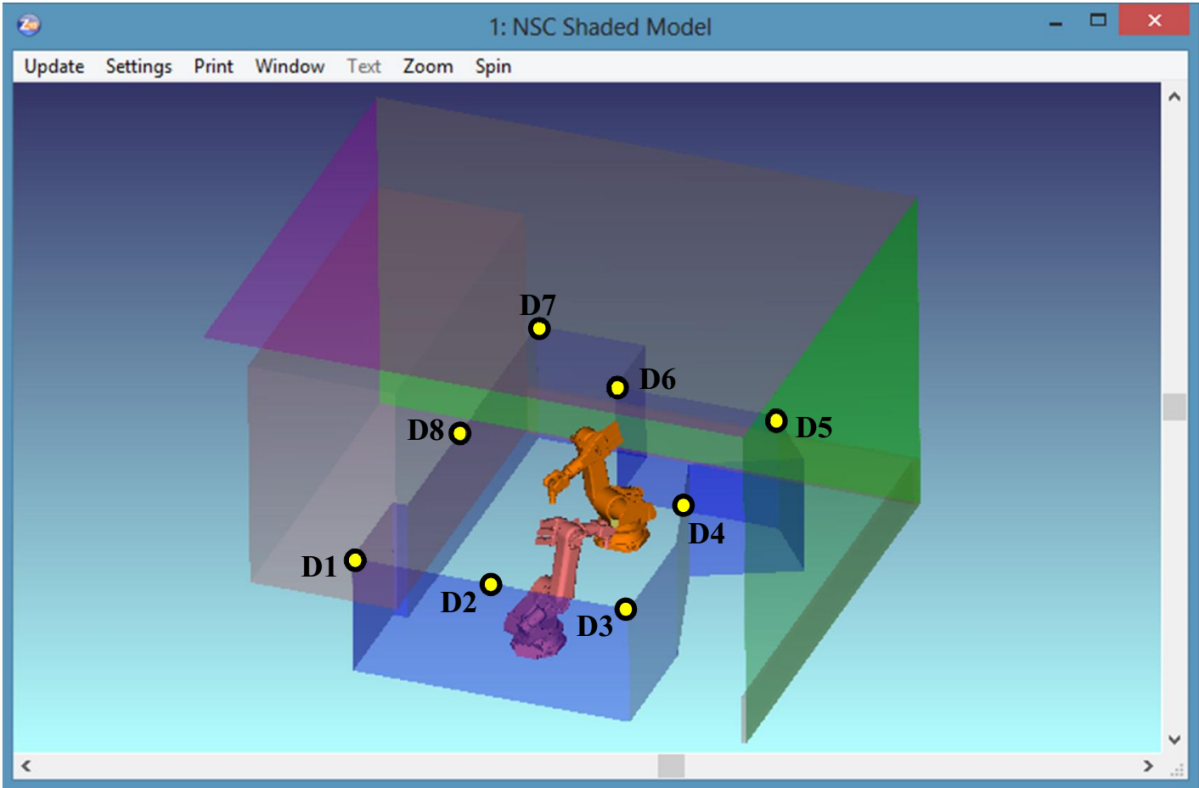 1: NSC Shaded Model
Update Settings Print Window Text Zoom Spin
D7
D6
D5
D8
D4
D1
D2
D3